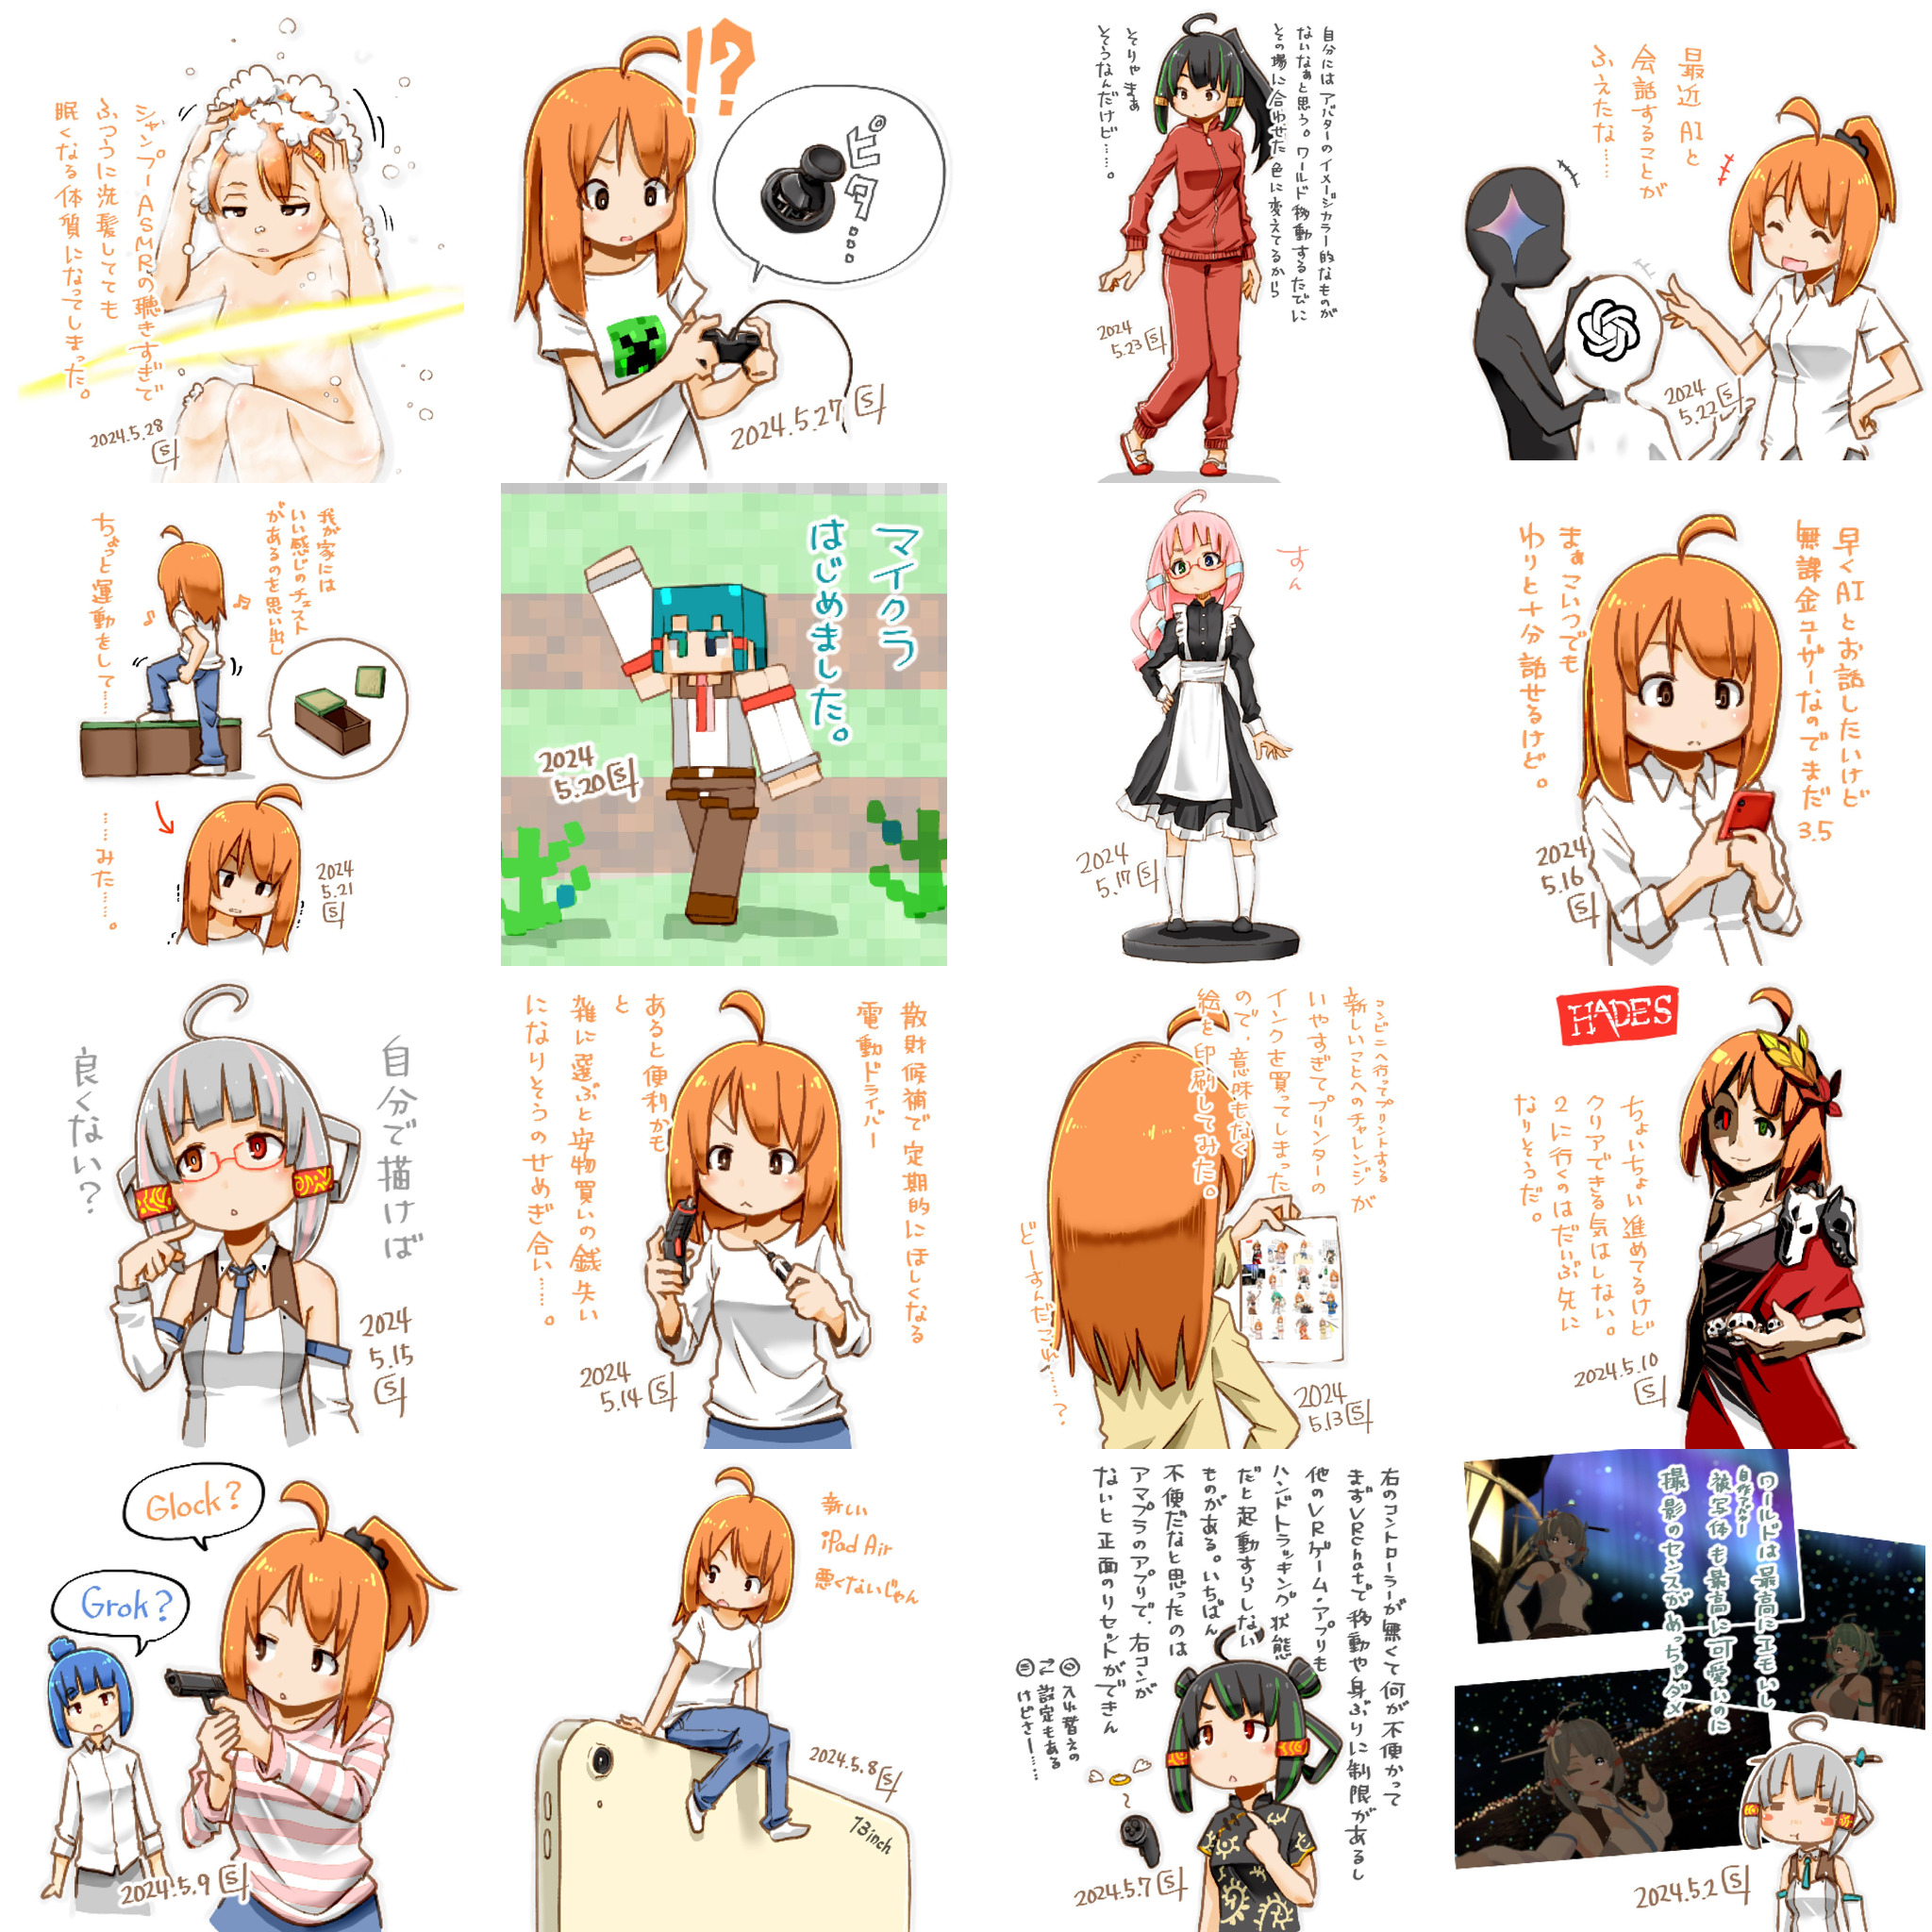 シャンプーASMRの聴きすぎで
ふつうに洗髪してても
眠くなる体質になってしまった。
2024.5.28
S
!?
ピタ…
2024.5.27
S
自分にはアバターのイメージカラー的なものが
ないなぁと思う。ワールド移動するたびに
その場に合わせた色に変えてるから
そりゃまぁ
そうなんだけど……。
2024
5.23
S
最近AIと
会話することが
ふえたな……
2024
5.22
S
我が家には
いい感じのチェスト
があるのを思い出し
ちょっと運動をして……
……みた……。
2024
5.21
S
マイクラ
はじめました。
2024
5.20
S
すん
2024
5.17
S
早くAIとお話したいけど
無課金ユーザーなのでまだ3.5
まぁこいつでも
わりと十分話せるけど。
2024
5.16
S
自分で描けば
良くない?
2024
5.15
S
散財候補で定期的にほしくなる
電動ドライバー
あると便利かも
と
雑に選ぶと安物買いの銭失い
になりそうのせめぎ合い……。
2024
5.14
S
コンビニへ行ってプリントする
新しいことへのチャレンジが
いやすぎてプリンターの
インクを買ってしまった
ので、意味もなく
絵を印刷してみた。
どーすんだこれ……?
2024
5.13
S
HADES
ちょいちょい進めてるけど
クリアできる気はしない。
2に行くのはだいぶ先に
なりそうだ。
2024.5.10
S
Glock?
Grok?
2024.5.9
S
新しい
iPad Air
悪くないじゃん
13inch
2024.5.8
S
右のコントローラーが無くて何が不便かって
まずVRChatで移動や身ぶりに制限があるし
他のVRゲーム・アプリも
ハンドトラッキング状態
だと起動すらしない
ものがある。いちばん
不便だなと思ったのは
アマプラのアプリで、右コンが
ないと正面のリセットができん
入れ替えの
設定もある
けどさー……
2024.5.7
S
ワールドは最高にエモいし
自作アバター
被写体も最高に可愛いのに
撮影のセンスがめっちゃダメ
2024.5.2
S